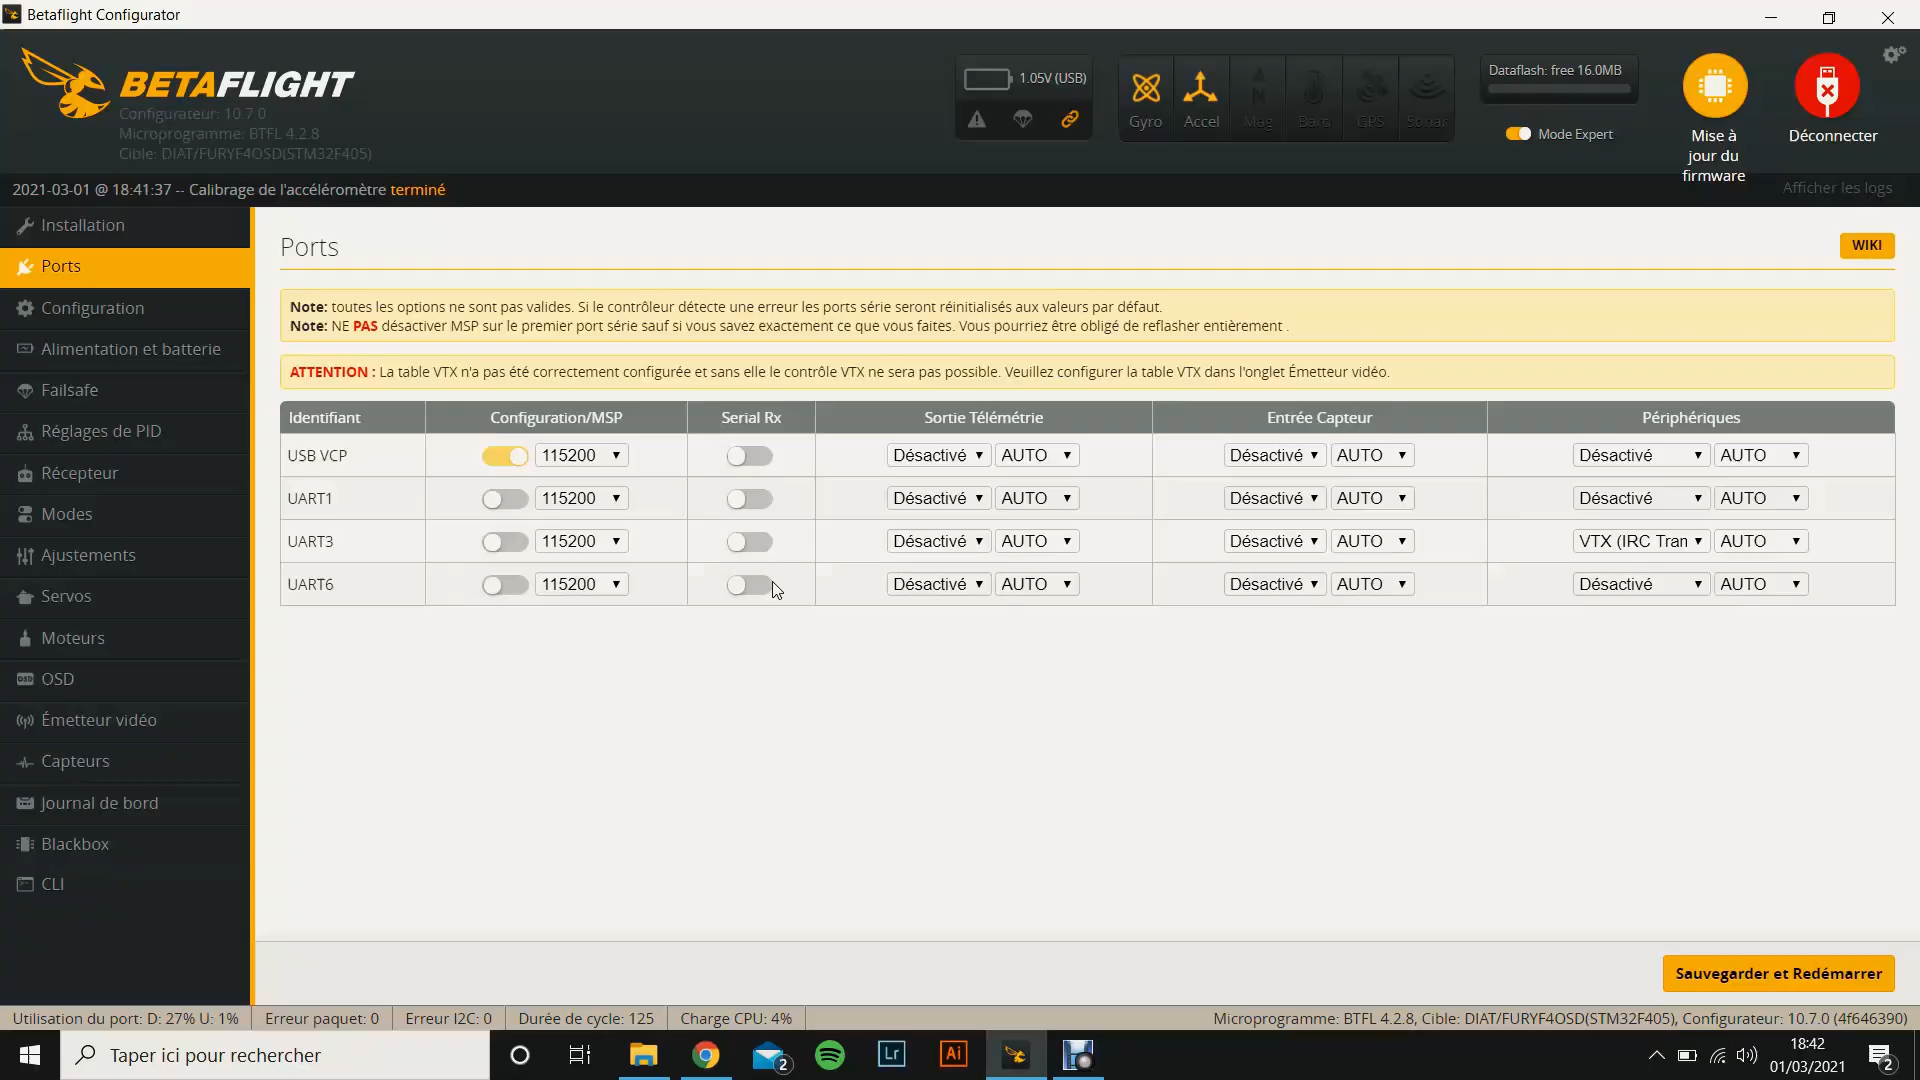 Betaflight Configurator
BETAFLIGHT
Configurateur: 10.7.0
Microprogramme: BTFL 4.2.8
Cible: DIAT/FURYF4OSD(STM32F405)
1.05V (USB)
Gyro
Accel
Mag
Baro
GPS
Sonar
Dataflash: free 16.0MB
Mode Expert
Mise à
jour du
firmware
Déconnecter
2021-03-01 @ 18:41:37 -- Calibrage de l'accéléromètre terminé
Afficher les logs
Installation
Ports
Configuration
Alimentation et batterie
Failsafe
Réglages de PID
Récepteur
Modes
Ajustements
Servos
Moteurs
OSD
OSD
Émetteur vidéo
Capteurs
Journal de bord
Blackbox
CLI
Ports
WIKI
Note: toutes les options ne sont pas valides. Si le contrôleur détecte une erreur les ports série seront réinitialisés aux valeurs par défaut.
Note: NE PAS désactiver MSP sur le premier port série sauf si vous savez exactement ce que vous faites. Vous pourriez être obligé de reflasher entièrement .
ATTENTION : La table VTX n'a pas été correctement configurée et sans elle le contrôle VTX ne sera pas possible. Veuillez configurer la table VTX dans l'onglet Émetteur vidéo.
Identifiant Configuration/MSP Serial Rx Sortie Télémétrie Entrée Capteur Périphériques
USB VCP 115200 Désactivé AUTO Désactivé AUTO Désactivé AUTO
UART1 115200 Désactivé AUTO Désactivé AUTO Désactivé AUTO
UART3 115200 Désactivé AUTO Désactivé AUTO VTX (IRC Tran AUTO
UART6 115200 Désactivé AUTO Désactivé AUTO Désactivé AUTO
Sauvegarder et Redémarrer
Utilisation du port: D: 27% U: 1% Erreur paquet: 0 Erreur I2C: 0 Durée de cycle: 125 Charge CPU: 4% Microprogramme: BTFL 4.2.8, Cible: DIAT/FURYF4OSD(STM32F405), Configurateur: 10.7.0 (4f646390)
Taper ici pour rechercher
2
Lr
Ai
18:42
01/03/2021
2